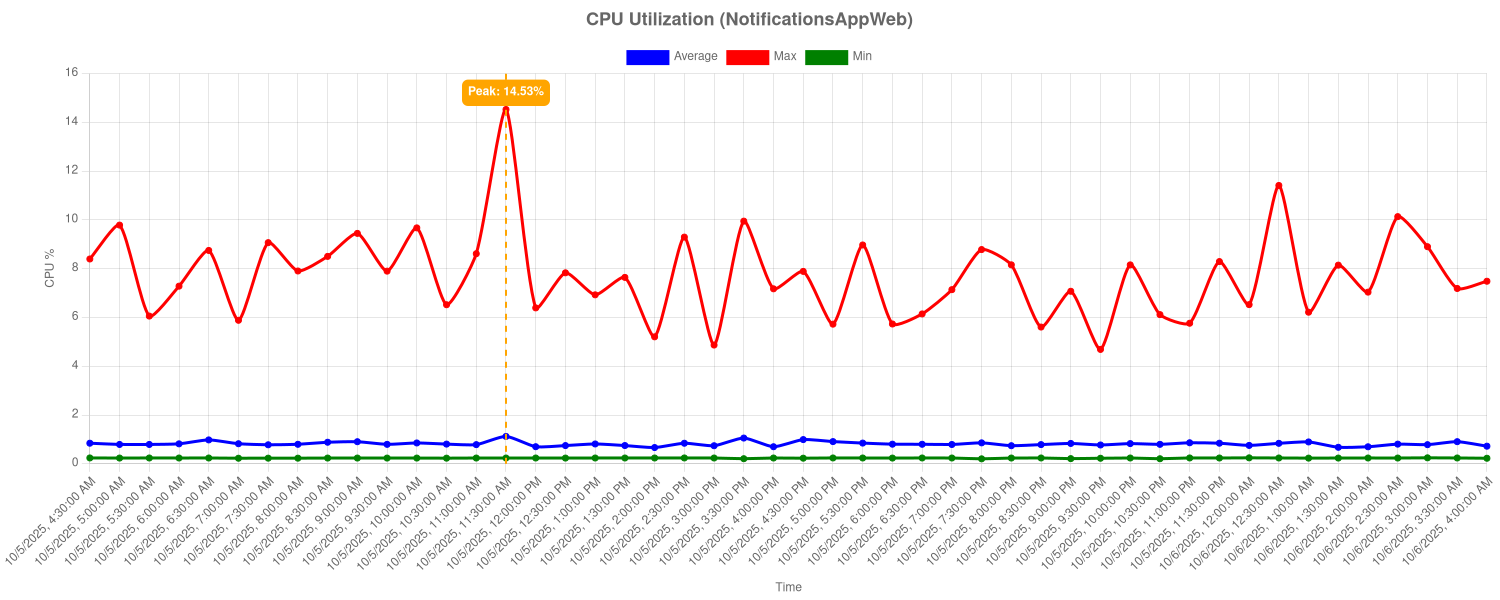 CPU Utilization (NotificationsAppWeb)
Average
Max
Min
Peak: 14.53%
CPU %
16
14
12
10
8
6
4
2
0
10/5/2025, 4:30:00 AM
10/5/2025, 5:00:00 AM
10/5/2025, 5:30:00 AM
10/5/2025, 6:00:00 AM
10/5/2025, 6:30:00 AM
10/5/2025, 7:00:00 AM
10/5/2025, 7:30:00 AM
10/5/2025, 8:00:00 AM
10/5/2025, 8:30:00 AM
10/5/2025, 9:00:00 AM
10/5/2025, 9:30:00 AM
10/5/2025, 10:00:00 AM
10/5/2025, 10:30:00 AM
10/5/2025, 11:00:00 AM
10/5/2025, 11:30:00 AM
10/5/2025, 12:00:00 PM
10/5/2025, 12:30:00 PM
10/5/2025, 1:00:00 PM
10/5/2025, 1:30:00 PM
10/5/2025, 2:00:00 PM
10/5/2025, 2:30:00 PM
10/5/2025, 3:00:00 PM
10/5/2025, 3:30:00 PM
10/5/2025, 4:00:00 PM
10/5/2025, 4:30:00 PM
10/5/2025, 5:00:00 PM
10/5/2025, 5:30:00 PM
10/5/2025, 6:00:00 PM
10/5/2025, 6:30:00 PM
10/5/2025, 7:00:00 PM
10/5/2025, 7:30:00 PM
10/5/2025, 8:00:00 PM
10/5/2025, 8:30:00 PM
10/5/2025, 9:00:00 PM
10/5/2025, 9:30:00 PM
10/5/2025, 10:00:00 PM
10/5/2025, 10:30:00 PM
10/5/2025, 11:00:00 PM
10/5/2025, 11:30:00 PM
10/6/2025, 12:00:00 AM
10/6/2025, 12:30:00 AM
10/6/2025, 1:00:00 AM
10/6/2025, 1:30:00 AM
10/6/2025, 2:00:00 AM
10/6/2025, 2:30:00 AM
10/6/2025, 3:00:00 AM
10/6/2025, 3:30:00 AM
10/6/2025, 4:00:00 AM
Time